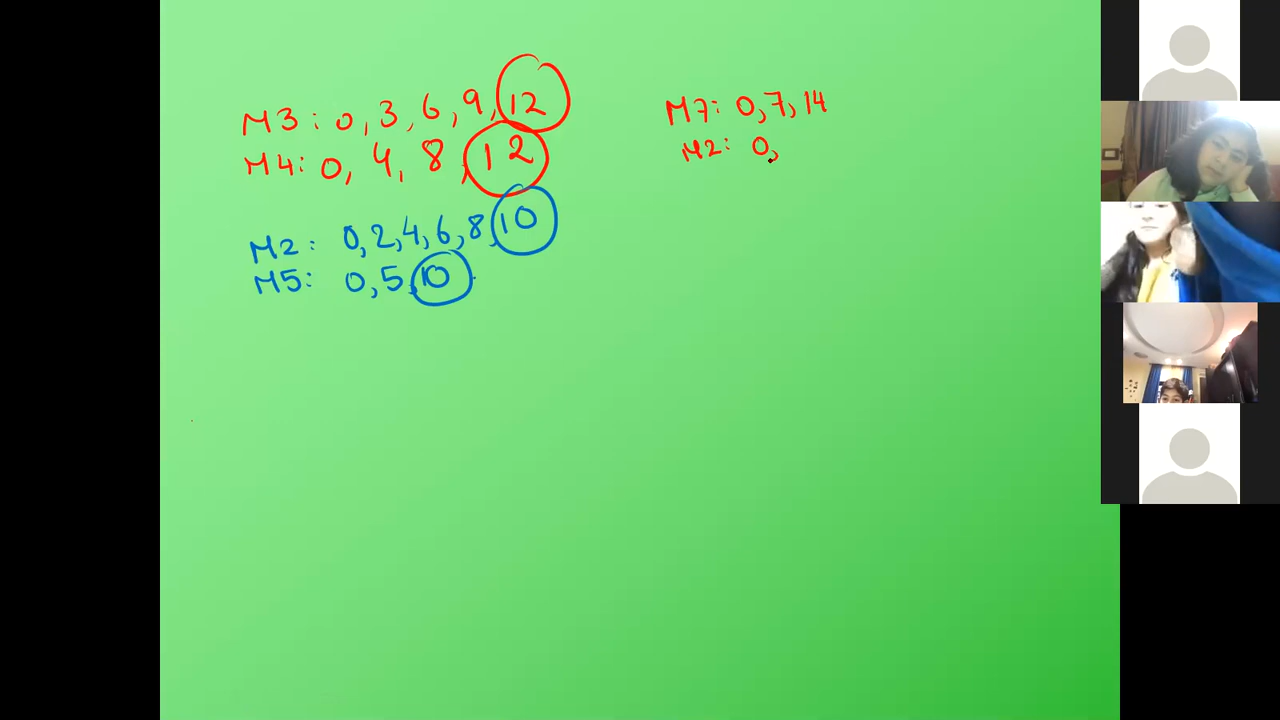 M3: 0, 3, 6, 9, 12
M4: 0, 4, 8, 12
M2: 0, 2, 4, 6, 8, 10
M5: 0, 5, 10
M7: 0, 7, 14
M2: 0,